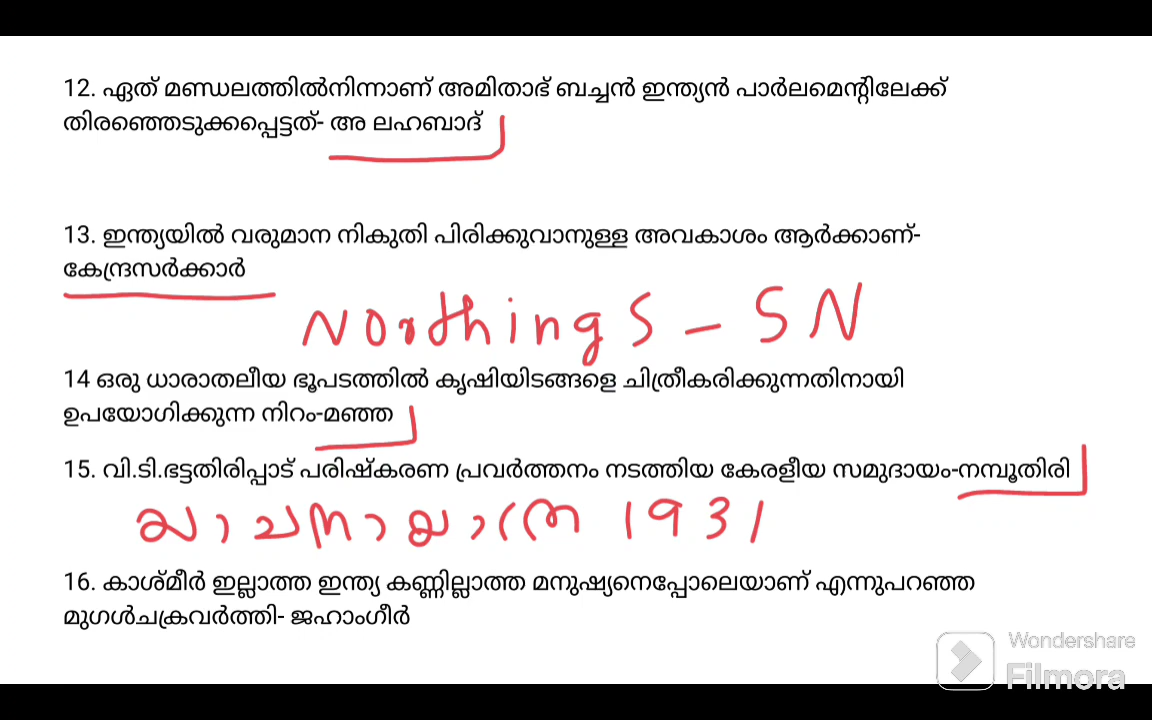 12. ഏത് മണ്ഡലത്തിൽനിന്നാണ് അമിതാഭ് ബച്ചൻ ഇന്ത്യൻ പാർലമെന്റിലേക്ക്
തിരഞ്ഞെടുക്കപ്പെട്ടത്- അ ലഹബാദ്
13. ഇന്ത്യയിൽ വരുമാന നികുതി പിരിക്കുവാനുള്ള അവകാശം ആർക്കാണ്-
കേന്ദ്രസർക്കാർ
Northings - SN
14 ഒരു ധാരാതലീയ ഭൂപടത്തിൽ കൃഷിയിടങ്ങളെ ചിത്രീകരിക്കുന്നതിനായി
ഉപയോഗിക്കുന്ന നിറം-മഞ്ഞ
15. വി.ടി.ഭട്ടതിരിപ്പാട് പരിഷ്കരണ പ്രവർത്തനം നടത്തിയ കേരളീയ സമുദായം-നമ്പൂതിരി
യാചനായാത്ര 1931
16. കാശ്മീർ ഇല്ലാത്ത ഇന്ത്യ കണ്ണില്ലാത്ത മനുഷ്യനെപ്പോലെയാണ് എന്നുപറഞ്ഞ
മുഗൾചക്രവർത്തി- ജഹാംഗീർ
Wondershare
Filmora